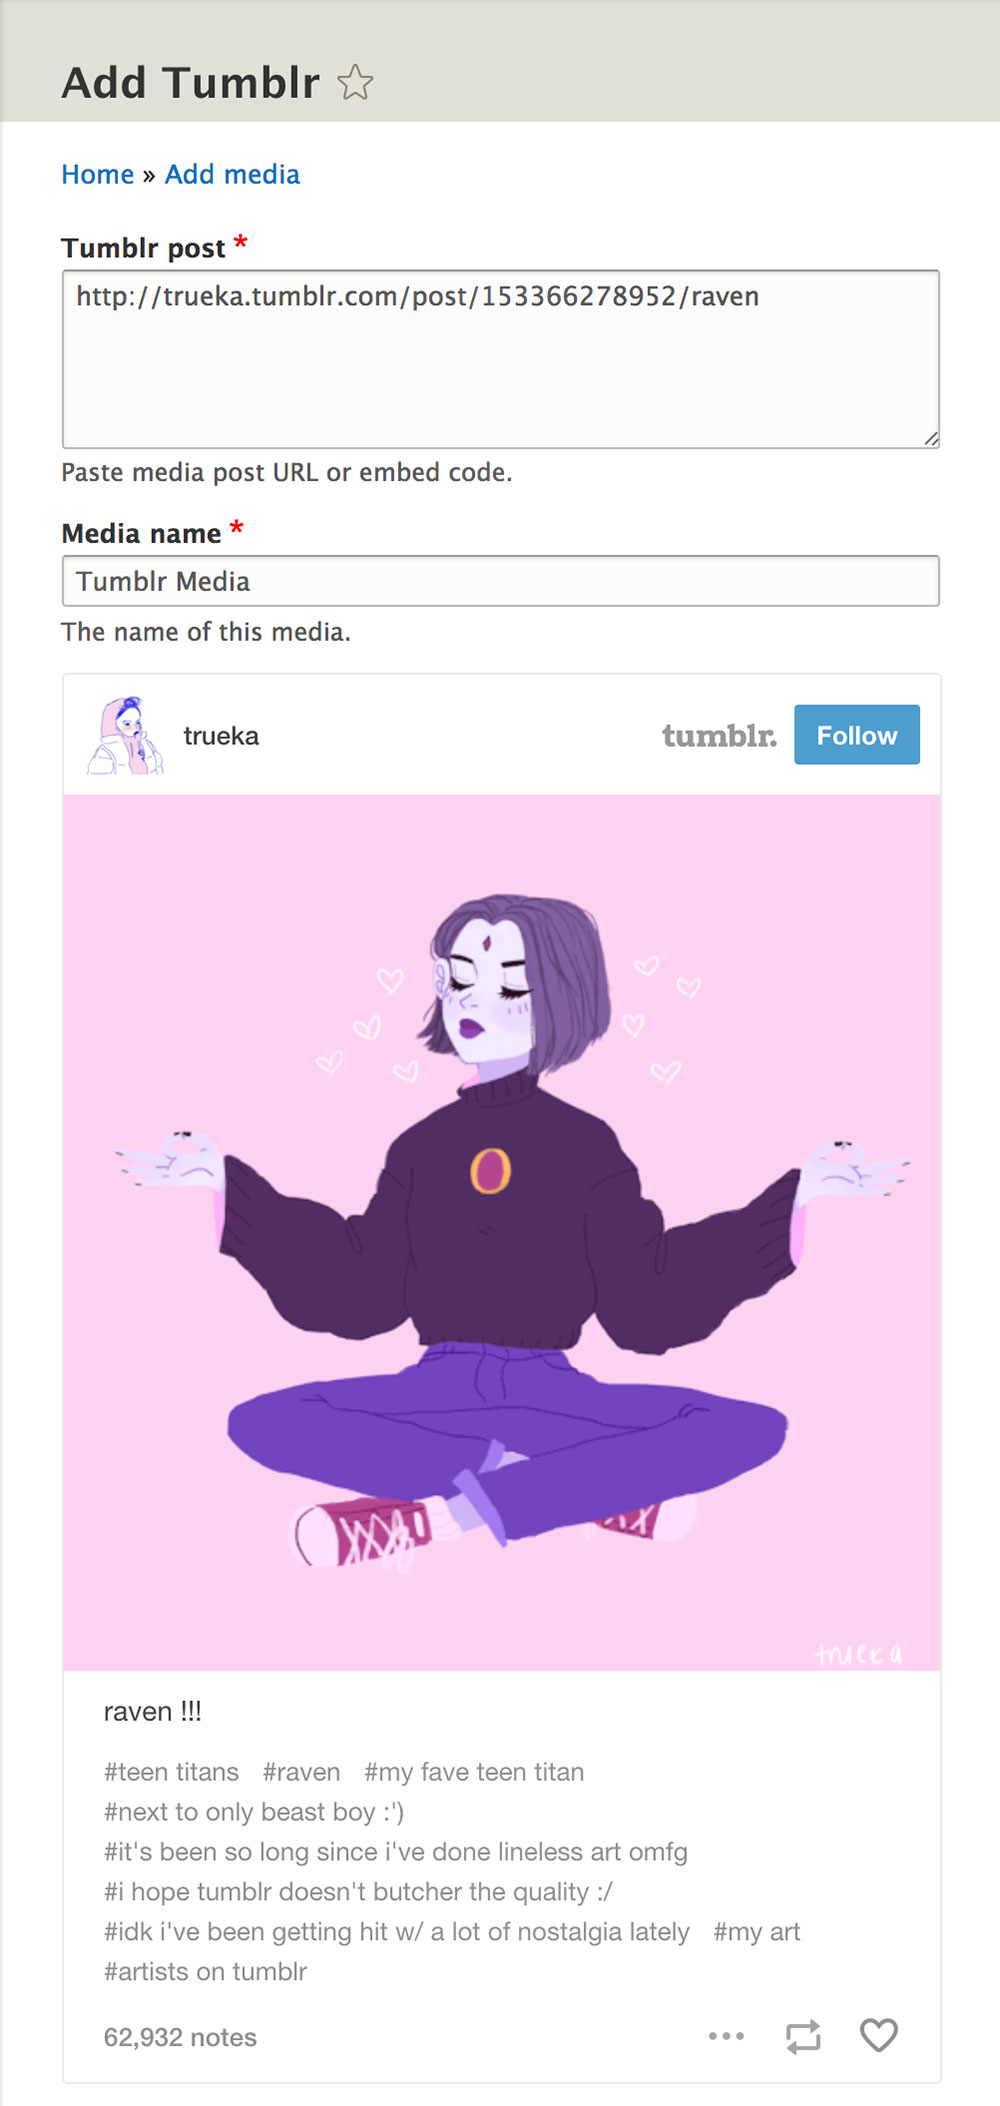 Add Tumblr
Home » Add media
Tumblr post *
http://trueka.tumblr.com/post/153366278952/raven
Paste media post URL or embed code.
Media name *
Tumblr Media
The name of this media.
trueka
tumblr.
Follow
trueka
raven !!!
#teen titans #raven #my fave teen titan
#next to only beast boy :')
#it's been so long since i've done lineless art omfg
#i hope tumblr doesn't butcher the quality :/
#idk i've been getting hit w/ a lot of nostalgia lately #my art
#artists on tumblr
62,932 notes